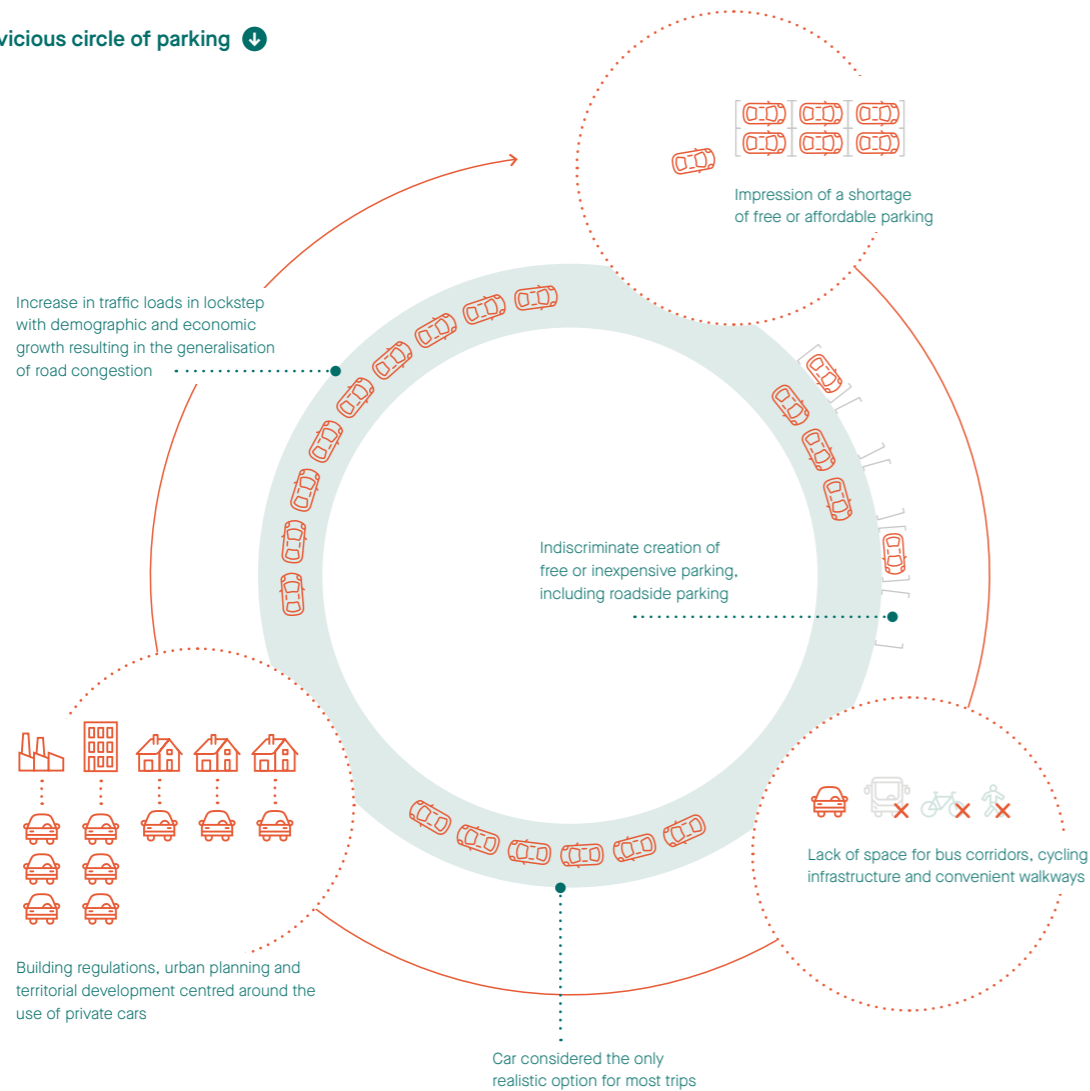 vicious circle of parking
Impression of a shortage
of free or affordable parking
Increase in traffic loads in lockstep
with demographic and economic
growth resulting in the generalisation
of road congestion
Indiscriminate creation of
free or inexpensive parking,
including roadside parking
Lack of space for bus corridors, cycling
infrastructure and convenient walkways
Building regulations, urban planning and
territorial development centred around the
use of private cars
Car considered the only
realistic option for most trips